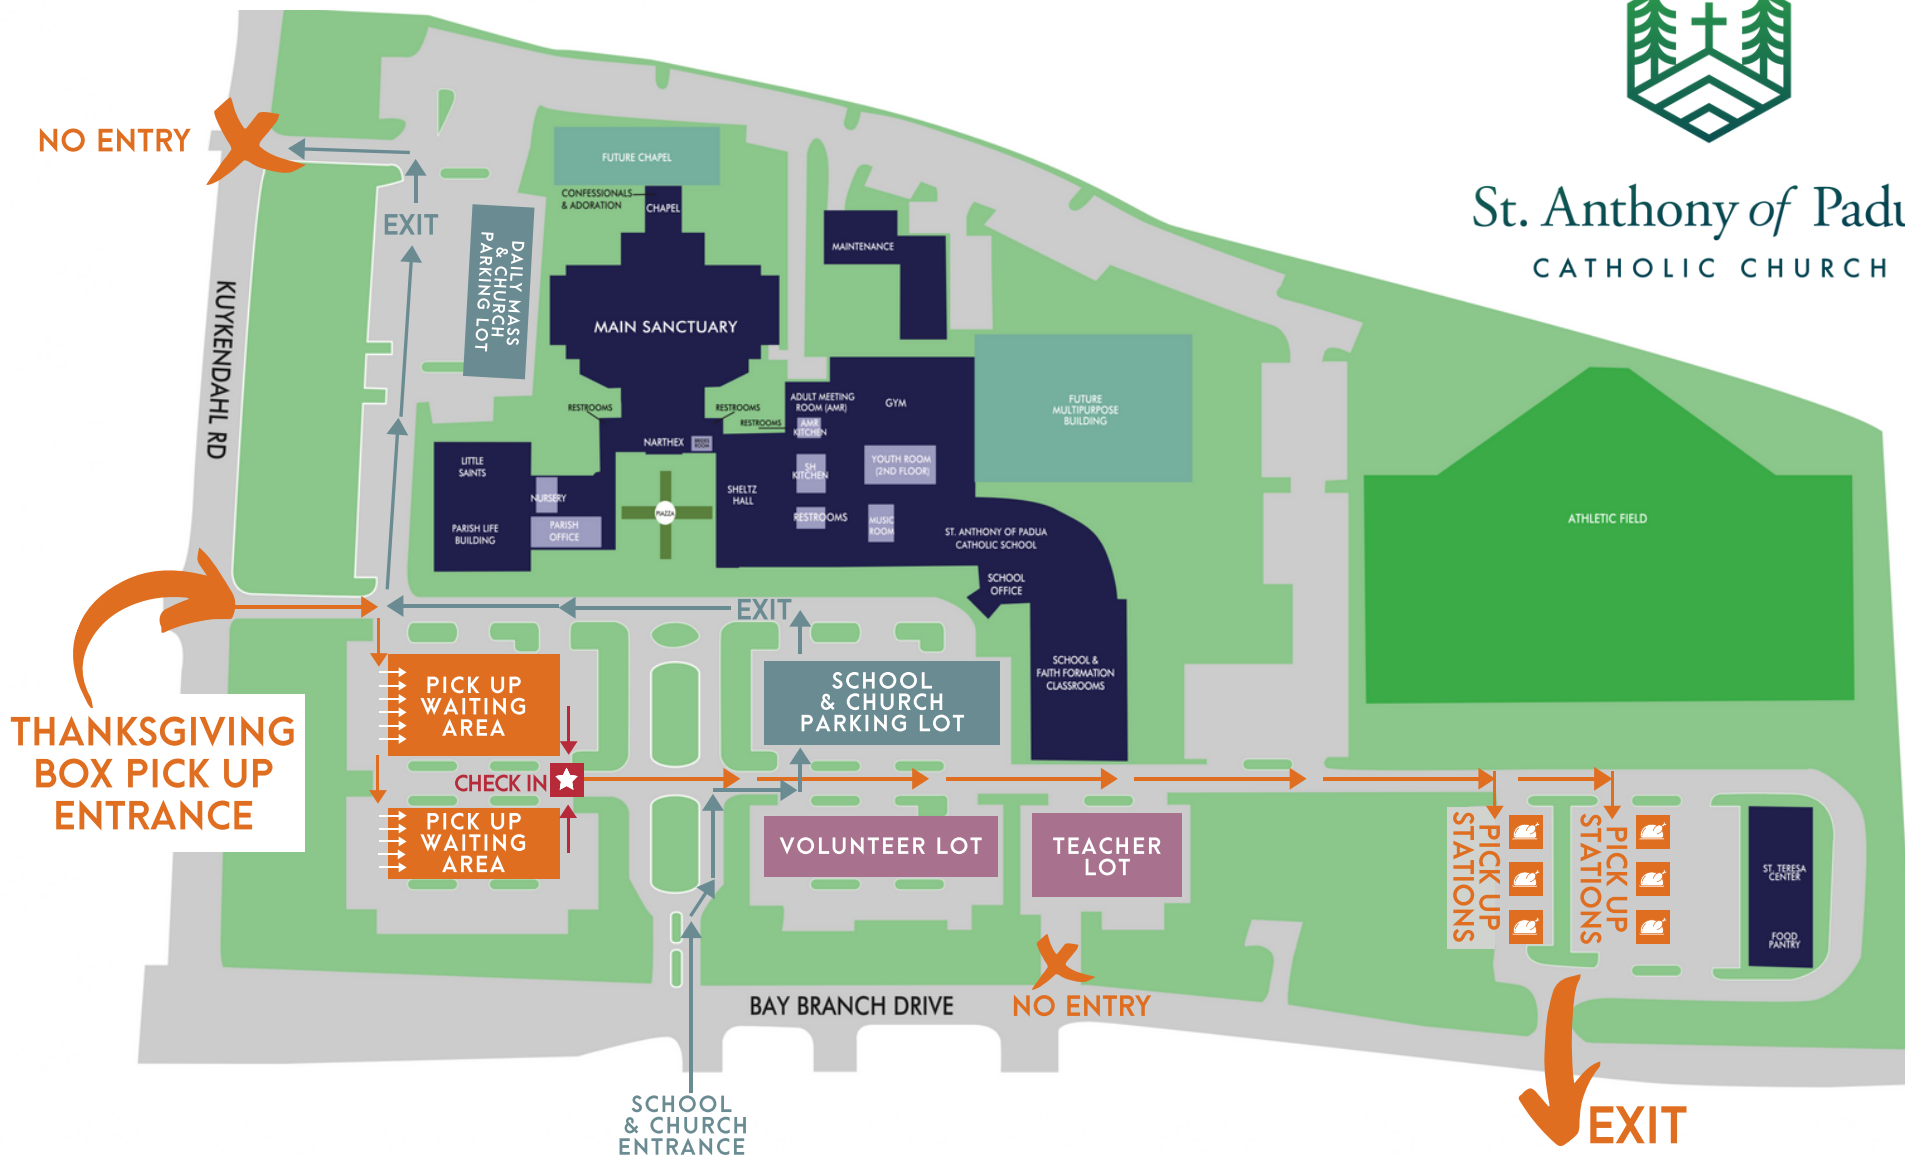 St. Anthony of Padu
CATHOLIC CHURCH
NO ENTRY
EXIT
KUYKENDAHL RD
DAILY MASS
& CHURCH
PARKING LOT
FUTURE CHAPEL
CONFESSIONALS
& ADORATION
CHAPEL
MAIN SANCTUARY
MAINTENANCE
RESTROOMS
RESTROOMS
RESTROOMS
NARTHEX
ADULT MEETING
ROOM (AMR)
AMR
KITCHEN
GYM
SH
KITCHEN
YOUTH ROOM
(2ND FLOOR)
SHELTZ
HALL
RESTROOMS
MUSIC
ROOM
FUTURE
MULTIPURPOSE
BUILDING
ATHLETIC FIELD
LITTLE
SAINTS
NURSERY
PARISH LIFE
BUILDING
PARISH
OFFICE
PIAZZA
ST. ANTHONY OF PADUA
CATHOLIC SCHOOL
SCHOOL
OFFICE
SCHOOL &
FAITH FORMATION
CLASSROOMS
EXIT
THANKSGIVING
BOX PICK UP
ENTRANCE
PICK UP
WAITING
AREA
CHECK IN
PICK UP
WAITING
AREA
SCHOOL
& CHURCH
PARKING LOT
VOLUNTEER LOT
TEACHER
LOT
PICK UP
STATIONS
PICK UP
STATIONS
ST. TERESA
CENTER
FOOD
PANTRY
BAY BRANCH DRIVE
NO ENTRY
SCHOOL
& CHURCH
ENTRANCE
EXIT